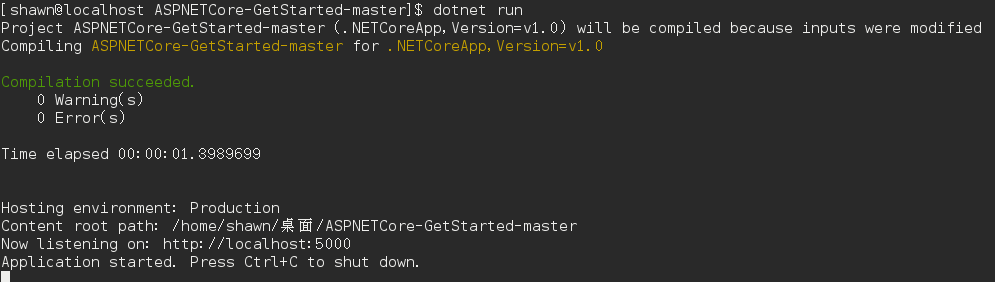 [shawn@localhost ASPNETCore-GetStarted-master]$ dotnet run
Project ASPNETCore-GetStarted-master (.NETCoreApp,Version=v1.0) will be compiled because inputs were modified
Compiling ASPNETCore-GetStarted-master for .NETCoreApp,Version=v1.0
Compilation succeeded.
0 Warning(s)
0 Error(s)
Time elapsed 00:00:01.3989699
Hosting environment: Production
Content root path: /home/shawn/桌面/ASPNETCore-GetStarted-master
Now listening on: http://localhost:5000
Application started. Press Ctrl+C to shut down.